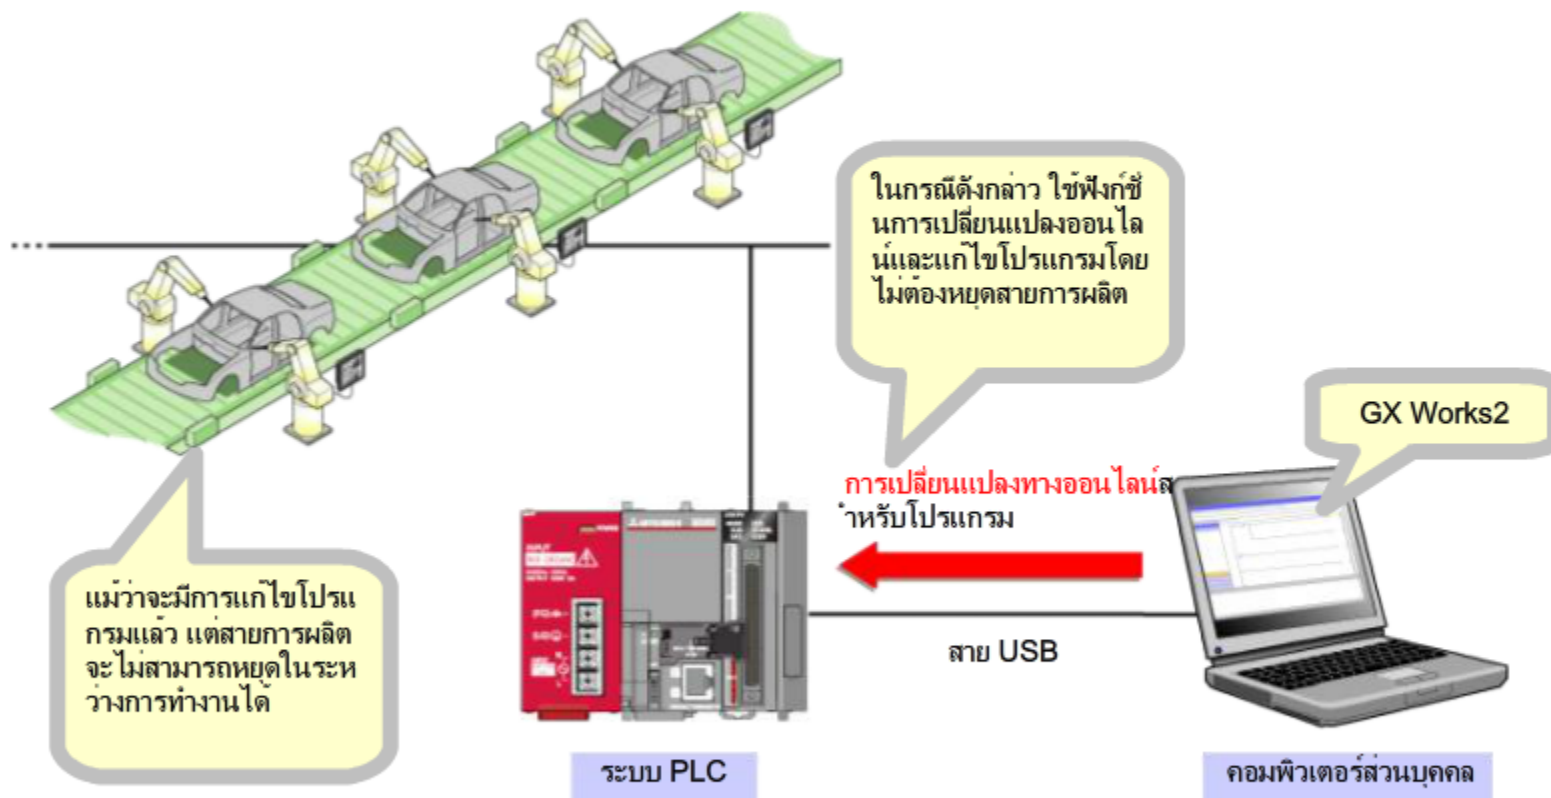 ในกรณีดังกล่าว ใช้ฟังก์ชั่
นการเปลี่ยนแปลงออนไล
น์และแก้ไขโปรแกรมโดย
ไม่ต้องหยุดสายการผลิต
GX Works2
การเปลี่ยนแปลงทางออนไลน์ส
ำหรับโปรแกรม
แม้ว่าจะมีการแก้ไขโปรแ
กรมแล้ว แต่สายการผลิต
จะไม่สามารถหยุดในระห
ว่างการทำงานได้
สาย USB
POWER
INPUT
ระบบ PLC
คอมพิวเตอร์ส่วนบุคคล